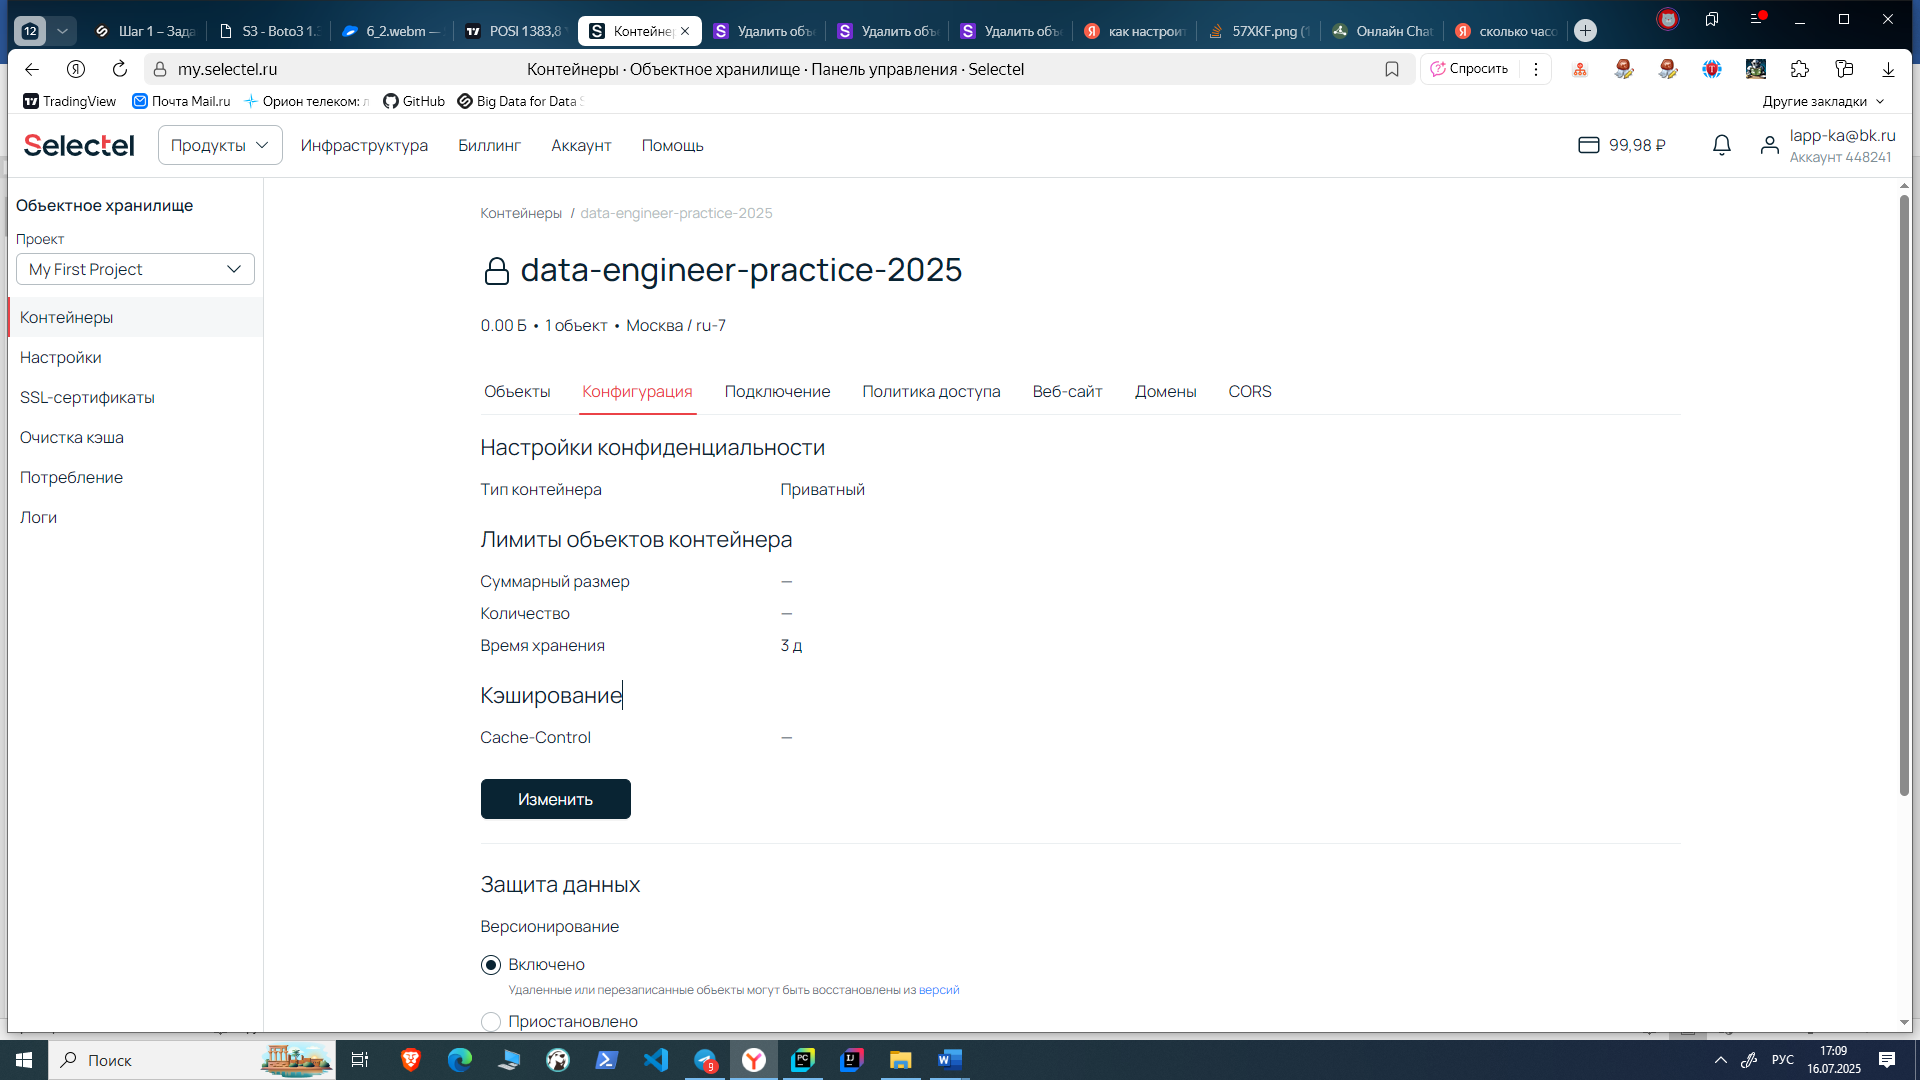 12
Шаг 1 – Зада
S3 - Boto3 1.
6_2.webm —
POSI 1383,8
Контейне
Удалить объ
Удалить объ
Удалить объ
как настроит
57XKF.png (1
Онлайн Chat
сколько часо
my.selectel.ru
Контейнеры · Объектное хранилище · Панель управления · Selectel
Спросить
TradingView
Почта Mail.ru
Орион телеком: л
GitHub
Big Data for Data S
Другие закладки
Selectel
Продукты
Инфраструктура
Биллинг
Аккаунт
Помощь
99,98 ₽
lapp-ka@bk.ru
Аккаунт 448241
Объектное хранилище
Проект
My First Project
Контейнеры
Настройки
SSL-сертификаты
Очистка кэша
Потребление
Логи
Контейнеры / data-engineer-practice-2025
data-engineer-practice-2025
0.00 Б • 1 объект • Москва / ru-7
Объекты
Конфигурация
Подключение
Политика доступа
Веб-сайт
Домены
CORS
Настройки конфиденциальности
Тип контейнера Приватный
Лимиты объектов контейнера
Суммарный размер —
Количество —
Время хранения 3 д
Кэширование
Cache-Control —
Изменить
Защита данных
Версионирование
Включено
Удаленные или перезаписанные объекты могут быть восстановлены из версий
Приостановлено
Поиск
9
РУС
17:09
16.07.2025